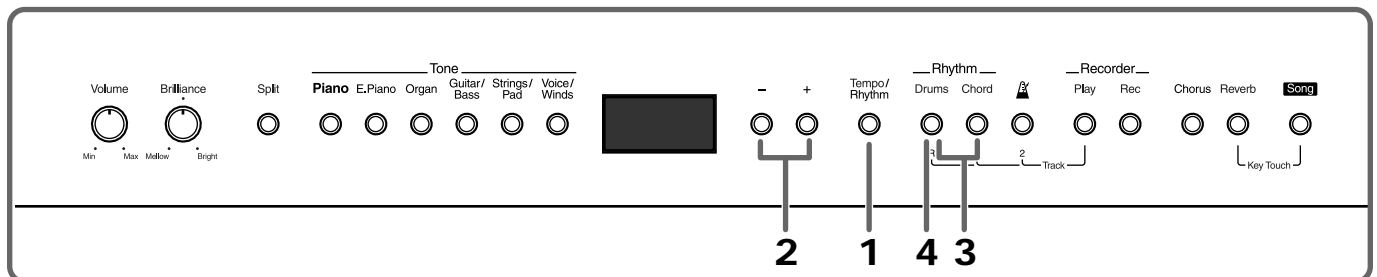 Tone
Rhythm
Recorder
Volume
Brilliance
Split
Piano
E.Piano
Organ
Guitar/
Bass
Strings/
Pad
Voice/
Winds
–
+
Tempo/
Rhythm
Drums
Chord
Play
Rec
Chorus
Reverb
Song
Min
Max
Mellow
Bright
R
2
Track
Key Touch
2
1
4
3